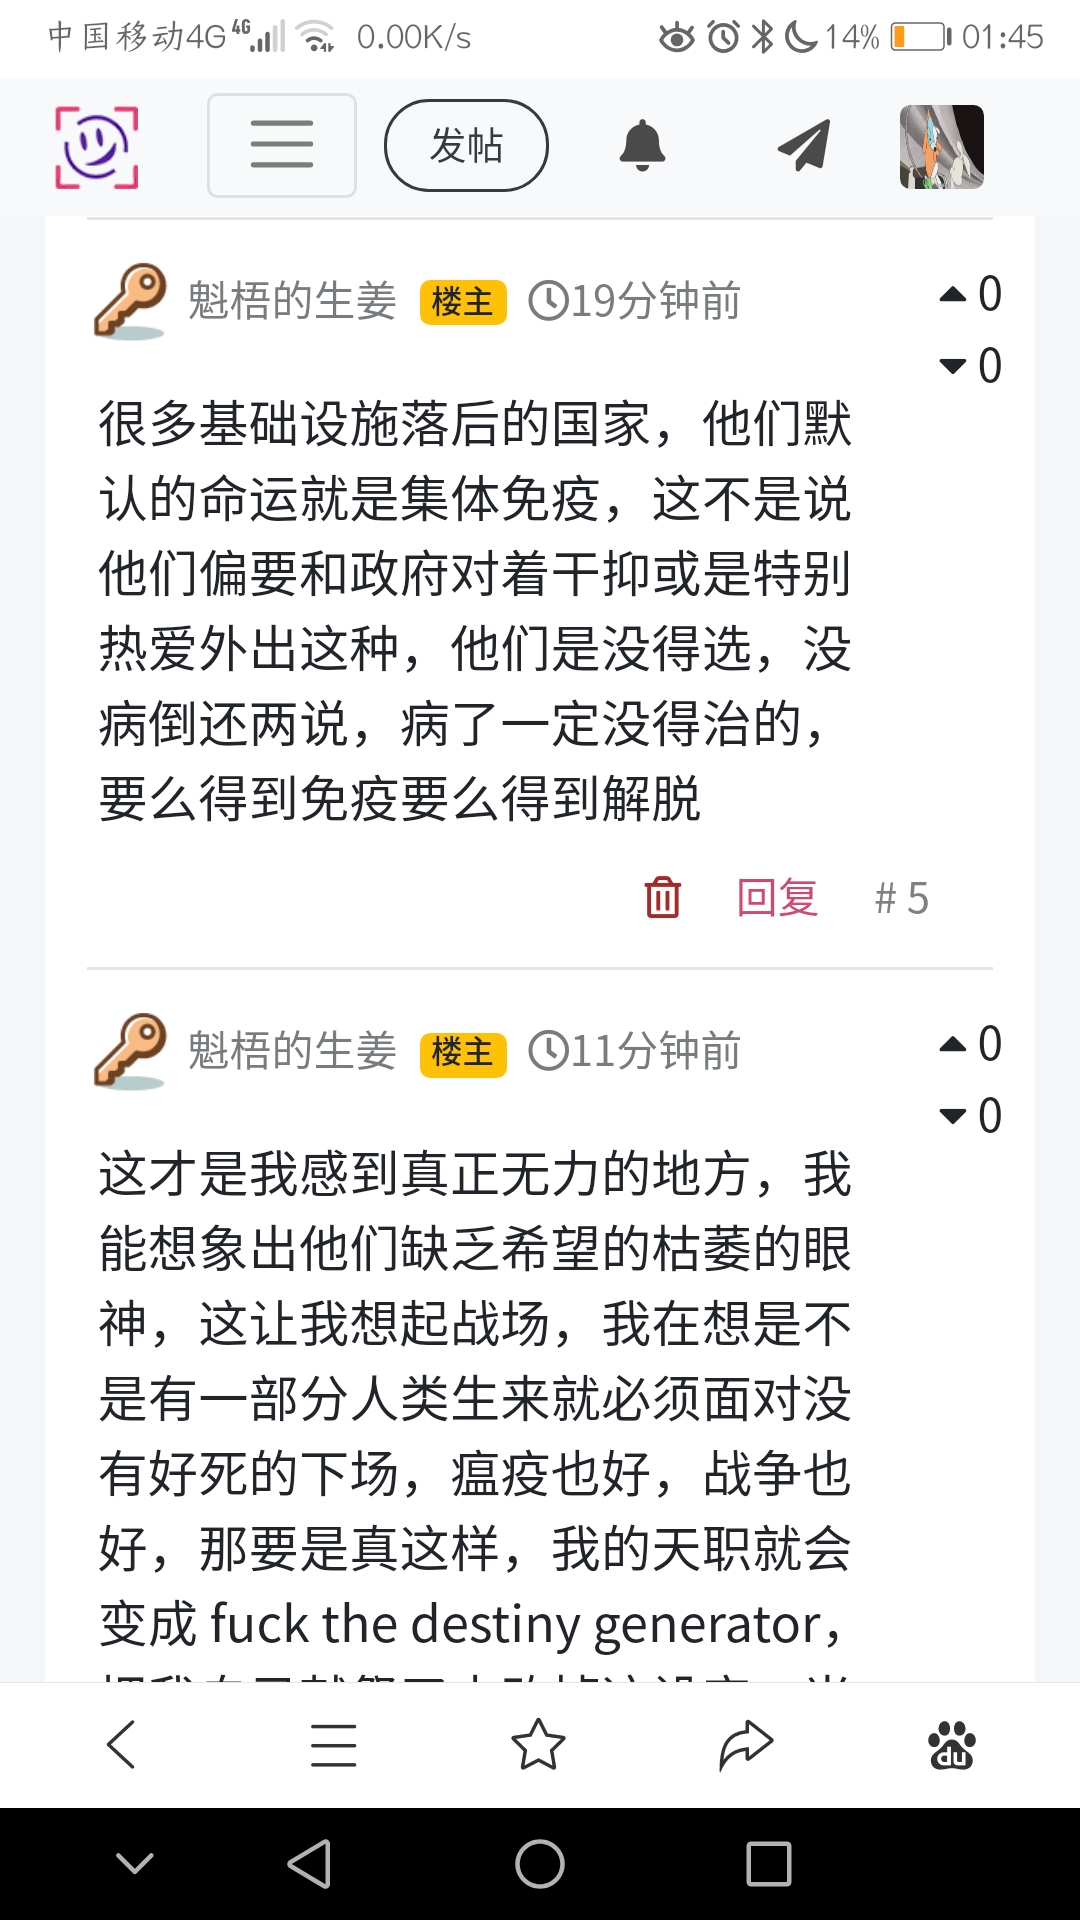 中国移动4G 4G 0.00K/s 14% 01:45
发帖
魁梧的生姜 楼主 19分钟前 0
0
很多基础设施落后的国家，他们默
认的命运就是集体免疫，这不是说
他们偏要和政府对着干抑或是特别
热爱外出这种，他们是没得选，没
病倒还两说，病了一定没得治的，
要么得到免疫要么得到解脱
回复 # 5
魁梧的生姜 楼主 11分钟前 0
0
这才是我感到真正无力的地方，我
能想象出他们缺乏希望的枯萎的眼
神，这让我想起战场，我在想是不
是有一部分人类生来就必须面对没
有好死的下场，瘟疫也好，战争也
好，那要是真这样，我的天职就会
变成 fuck the destiny generator，
du